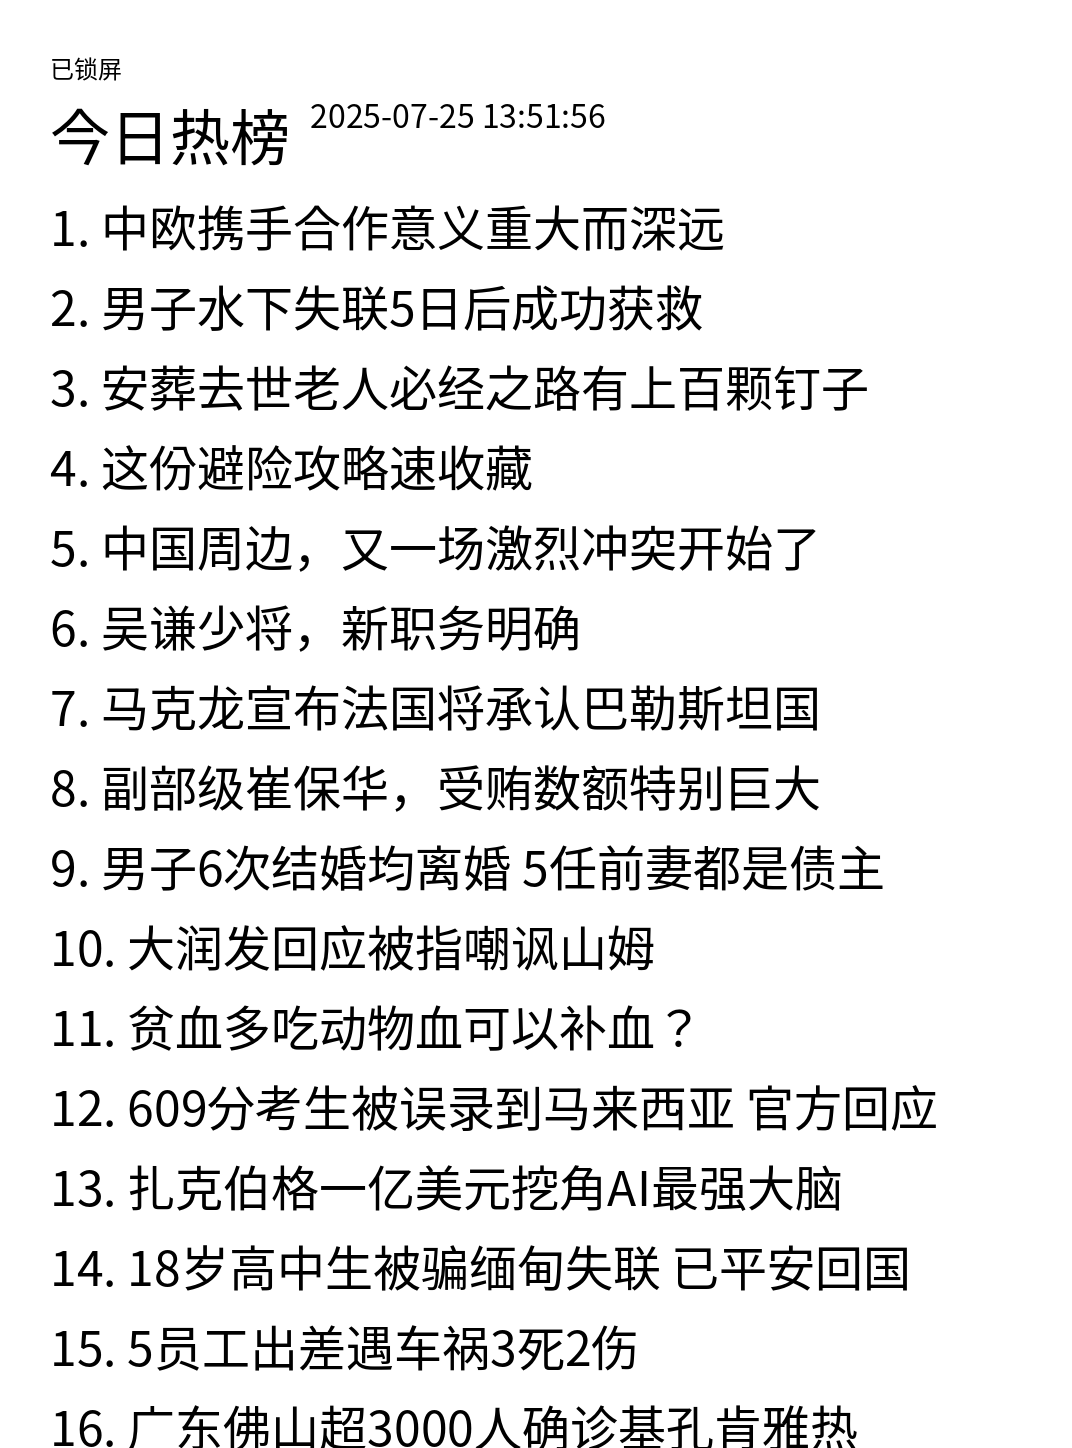 已锁屏
今日热榜 2025-07-25 13:51:56
1. 中欧携手合作意义重大而深远
2. 男子水下失联5日后成功获救
3. 安葬去世老人必经之路有上百颗钉子
4. 这份避险攻略速收藏
5. 中国周边，又一场激烈冲突开始了
6. 吴谦少将，新职务明确
7. 马克龙宣布法国将承认巴勒斯坦国
8. 副部级崔保华，受贿数额特别巨大
9. 男子6次结婚均离婚 5任前妻都是债主
10. 大润发回应被指嘲讽山姆
11. 贫血多吃动物血可以补血？
12. 609分考生被误录到马来西亚 官方回应
13. 扎克伯格一亿美元挖角AI最强大脑
14. 18岁高中生被骗缅甸失联 已平安回国
15. 5员工出差遇车祸3死2伤
16. 广东佛山超3000人确诊基孔肯雅热